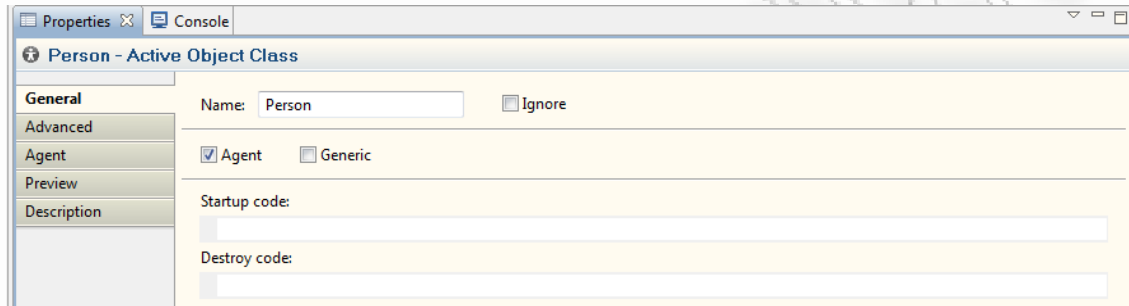 Properties Console
Person - Active Object Class
General
Name: Person Ignore
Advanced
Agent
Agent Generic
Preview
Startup code:
Description
Destroy code: